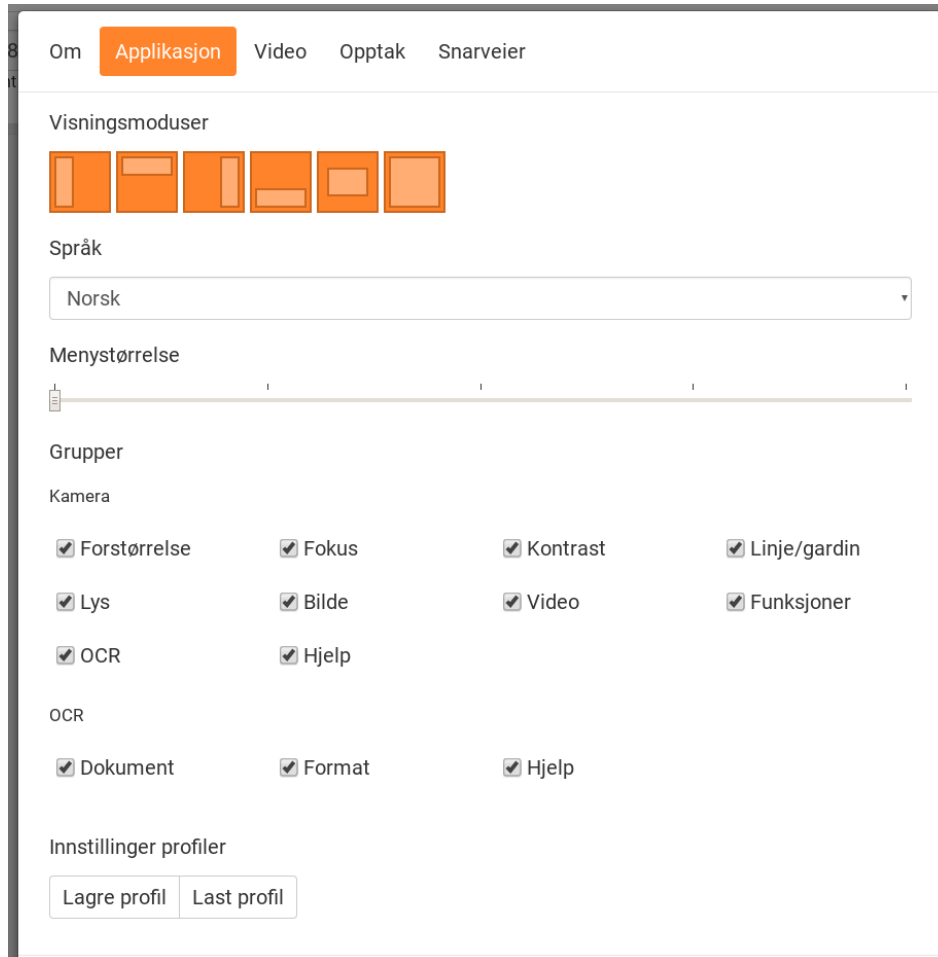 Om Applikasjon Video Opptak Snarveier
Visningsmoduser
Språk
Norsk
Menystørrelse
Grupper
Kamera
Forstørrelse Fokus Kontrast Linje/gardin
Lys Bilde Video Funksjoner
OCR Hjelp
OCR
Dokument Format Hjelp
Innstillinger profiler
Lagre profil Last profil